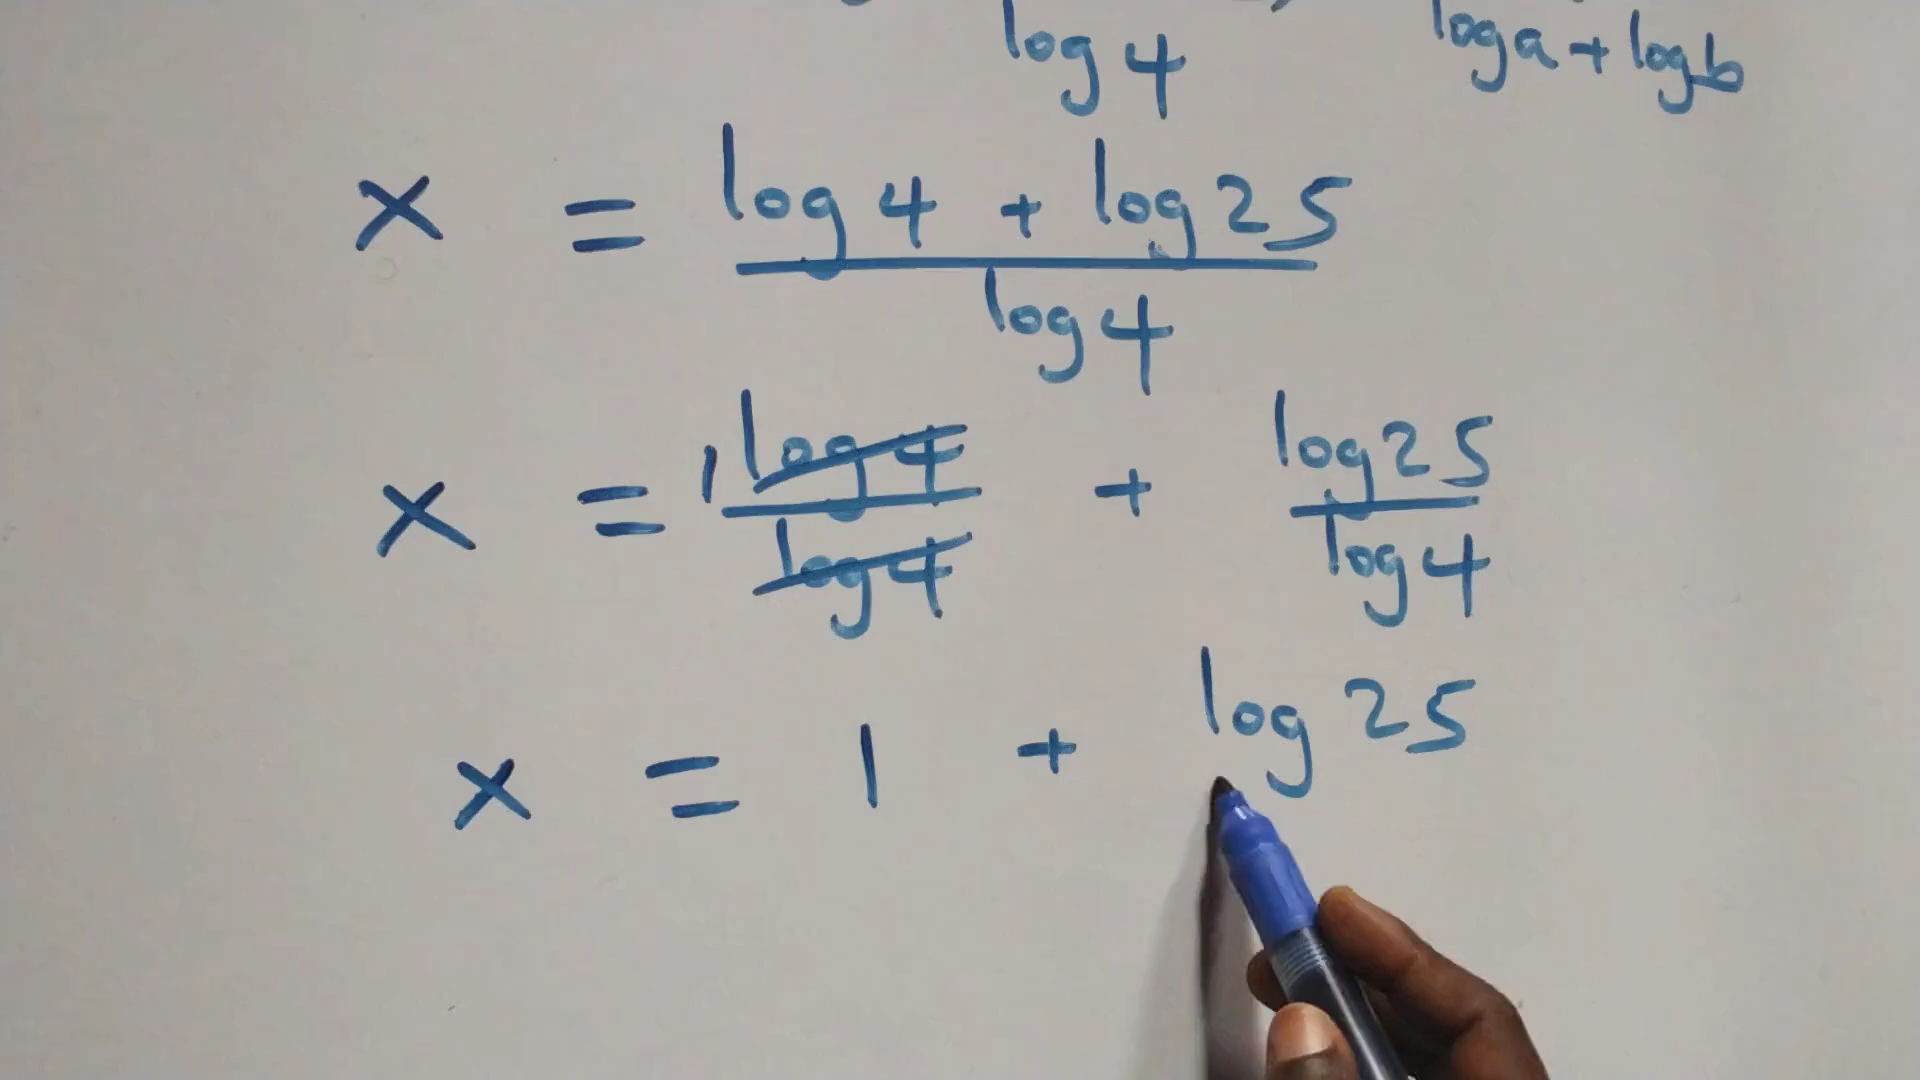 log 4
log a + log b
x = (log 4 + log 25) / log 4
x = 1 log 4 / log 4 + log 25 / log 4
x = 1 + log 25